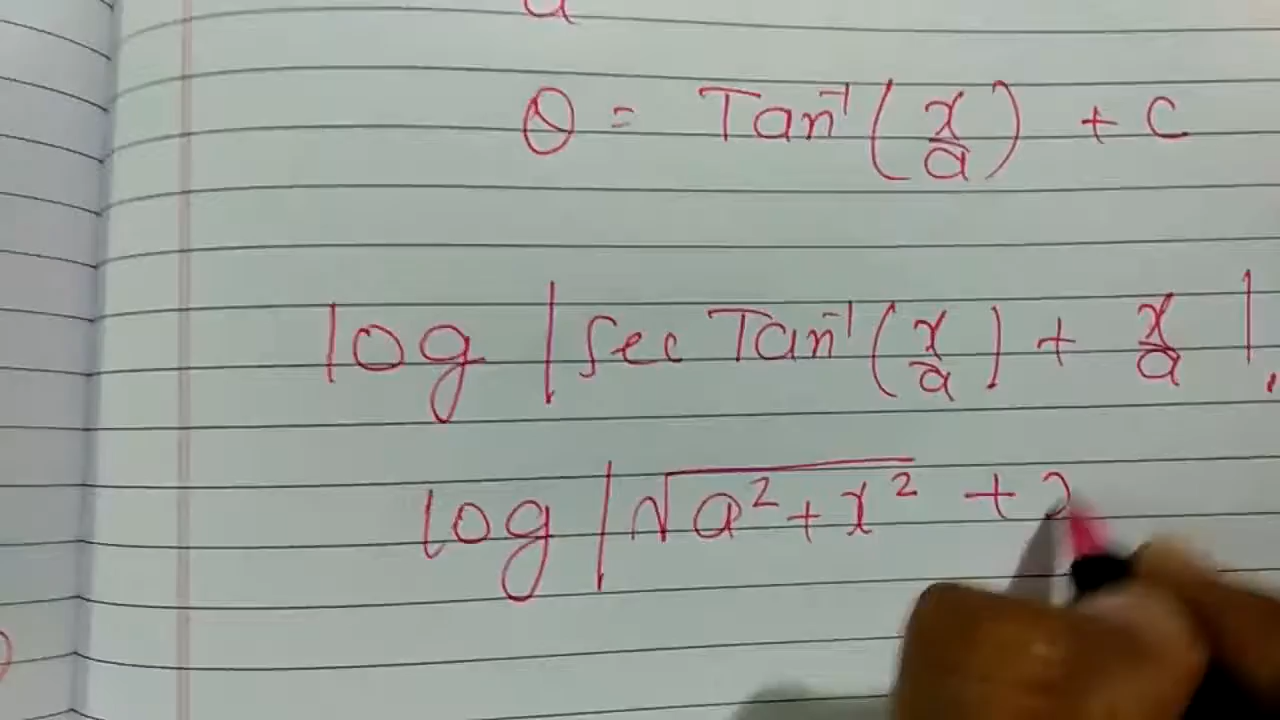 a
θ = Tan⁻¹ (x/a) + C
log | Sec Tan⁻¹ (x/a) + x/a |.
log | √a² + x² +